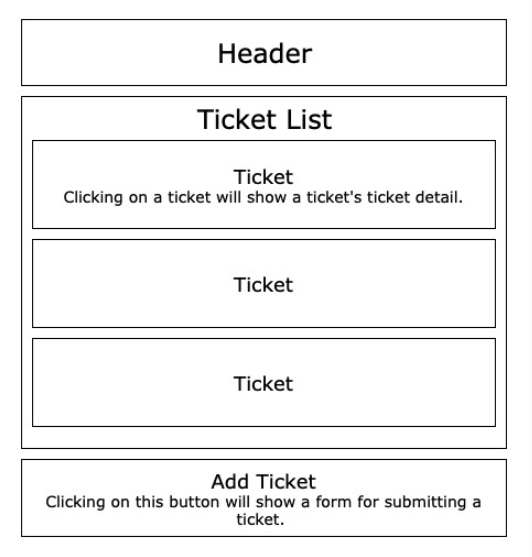 Header
Ticket List
Ticket
Clicking on a ticket will show a ticket's ticket detail.
Ticket
Ticket
Add Ticket
Clicking on this button will show a form for submitting a
ticket.